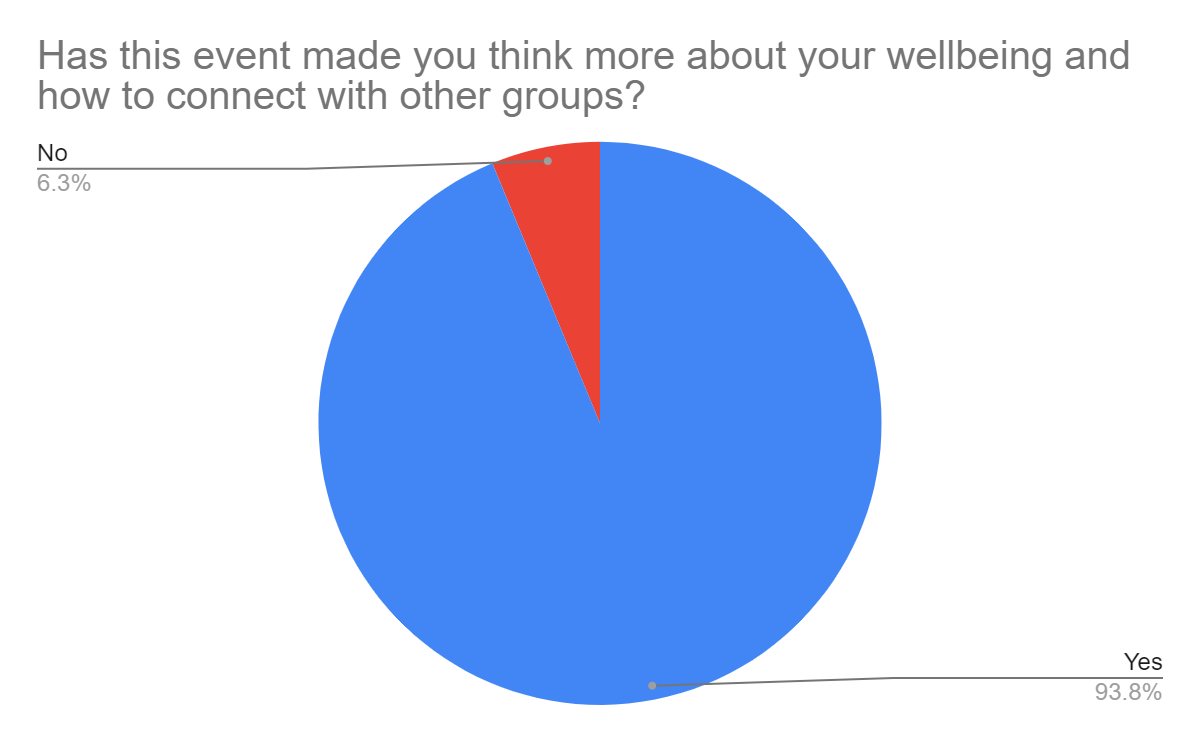 Has this event made you think more about your wellbeing and
how to connect with other groups?
No
6.3%
Yes
93.8%